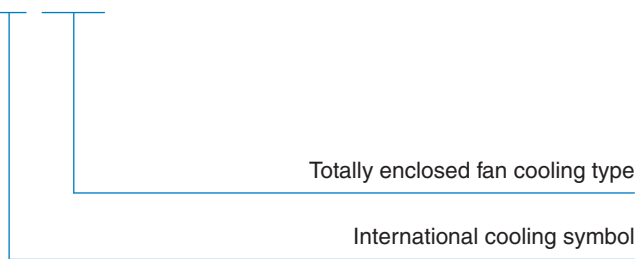 Totally enclosed fan cooling type
International cooling symbol